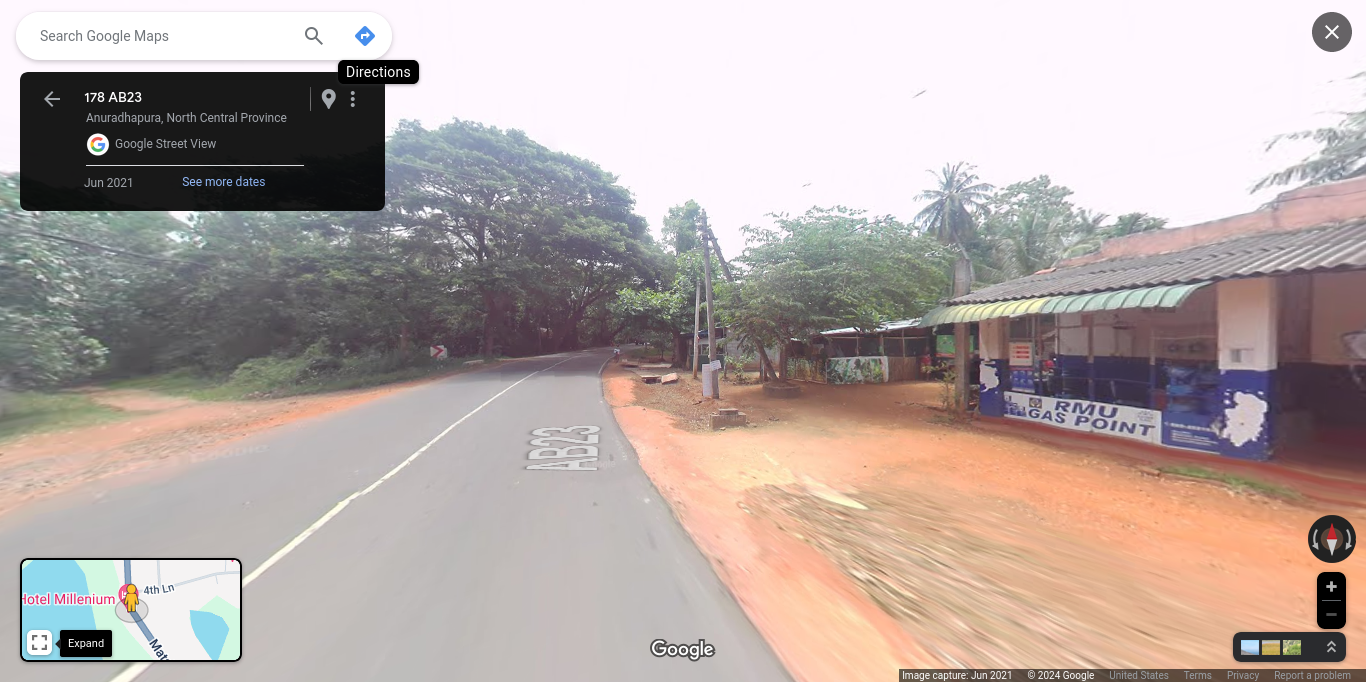 Search Google Maps
Directions
178 AB23
Anuradhapura, North Central Province
Google Street View
Jun 2021
See more dates
AB23
RMU
GAS POINT
Google
4th Ln
Hotel Millenium
Expand
Google
Image capture: Jun 2021
© 2024 Google
United States
Terms
Privacy
Report a problem